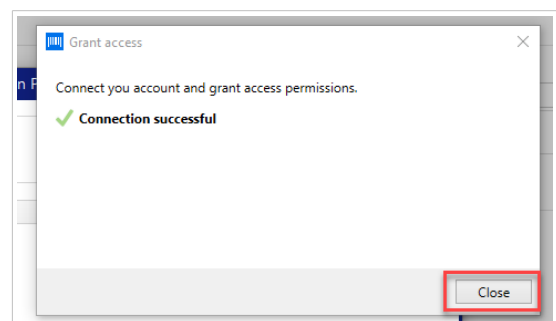 Grant access
n F
Connect you account and grant access permissions.
Connection successful
Close